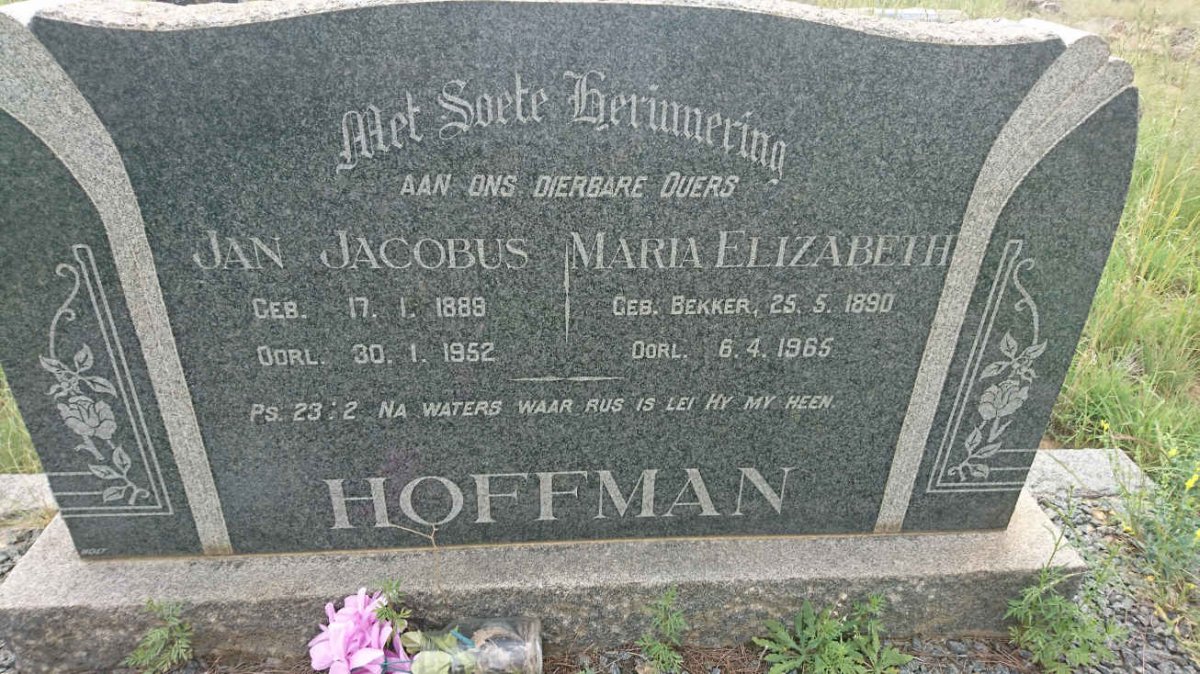 Met Soete Herinnering
AAN ONS DIERBARE OUERS
JAN JACOBUS
GEB. 17. 1. 1889
OORL. 30. 1. 1952
MARIA ELIZABETH
GEB. BEKKER, 25. 5. 1890
OORL. 6. 4. 1965
PS. 23:2 NA WATERS WAAR RUS IS LEI HY MY HEEN.
HOFFMAN